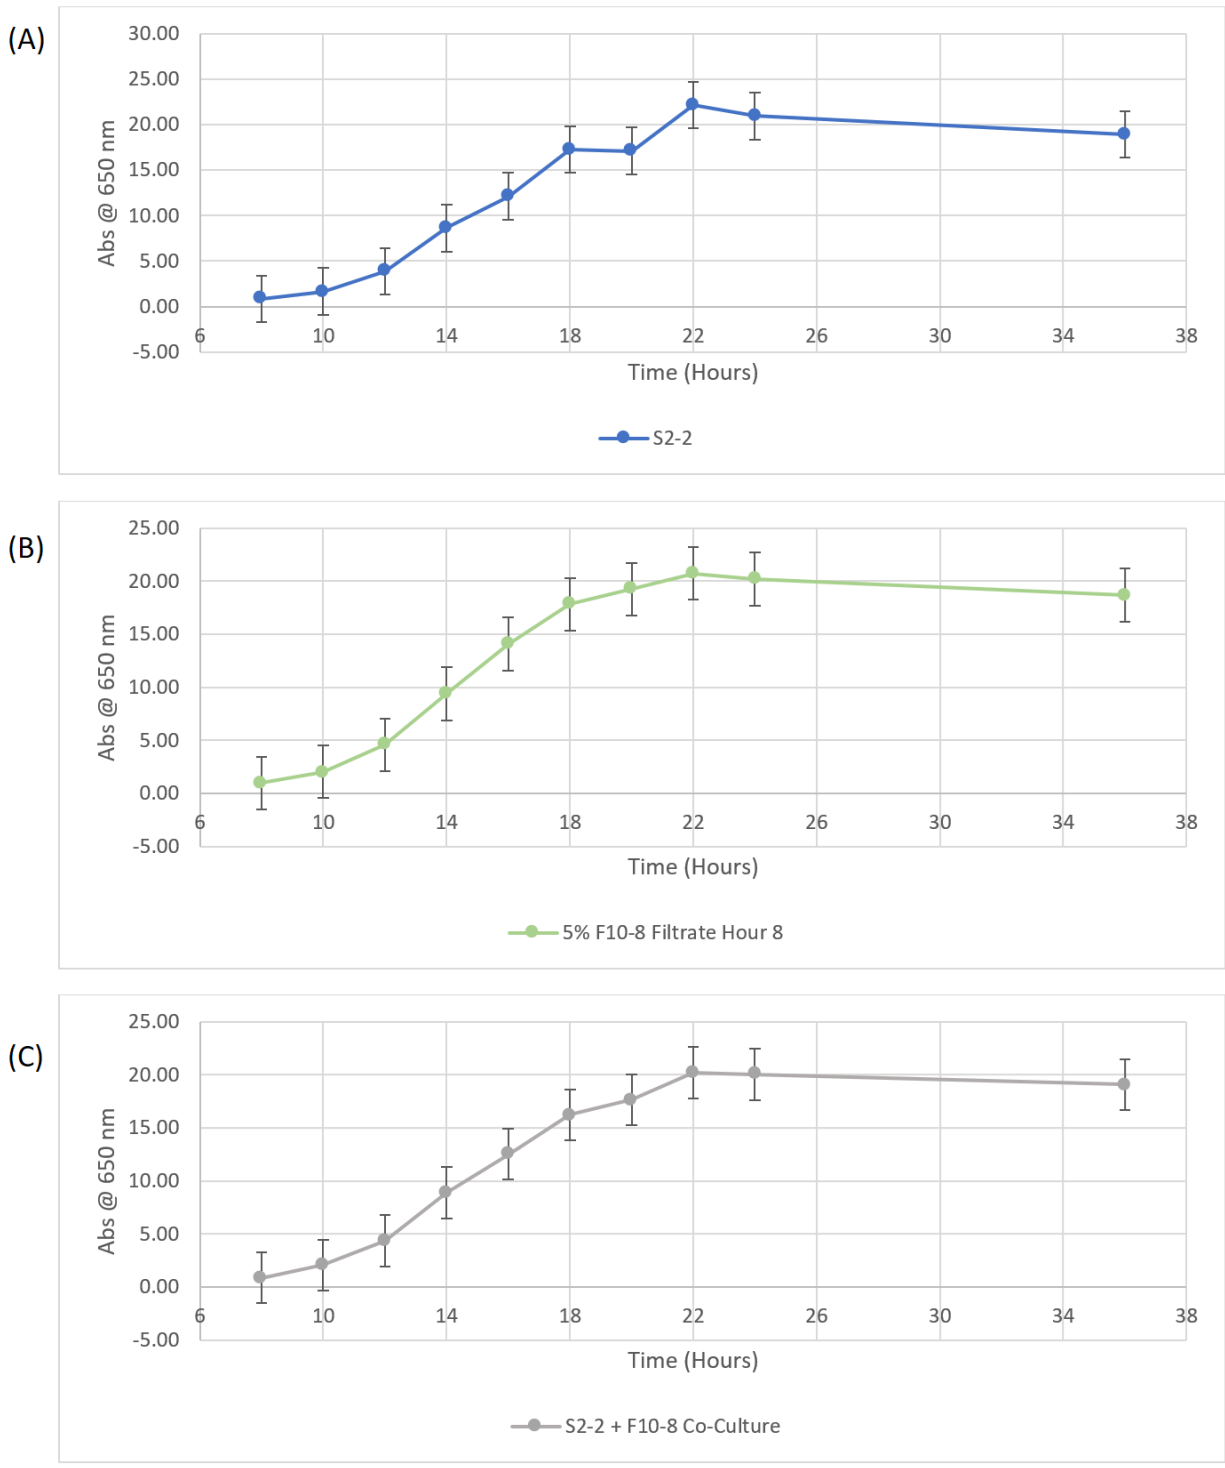 (A)
30.00
25.00
20.00
15.00
10.00
5.00
0.00
-5.00
Abs @ 650 nm
6 10 14 18 22 26 30 34 38
Time (Hours)
S2-2
(B)
25.00
20.00
15.00
10.00
5.00
0.00
-5.00
Abs @ 650 nm
6 10 14 18 22 26 30 34 38
Time (Hours)
5% F10-8 Filtrate Hour 8
(C)
25.00
20.00
15.00
10.00
5.00
0.00
-5.00
Abs @ 650 nm
6 10 14 18 22 26 30 34 38
Time (Hours)
S2-2 + F10-8 Co-Culture